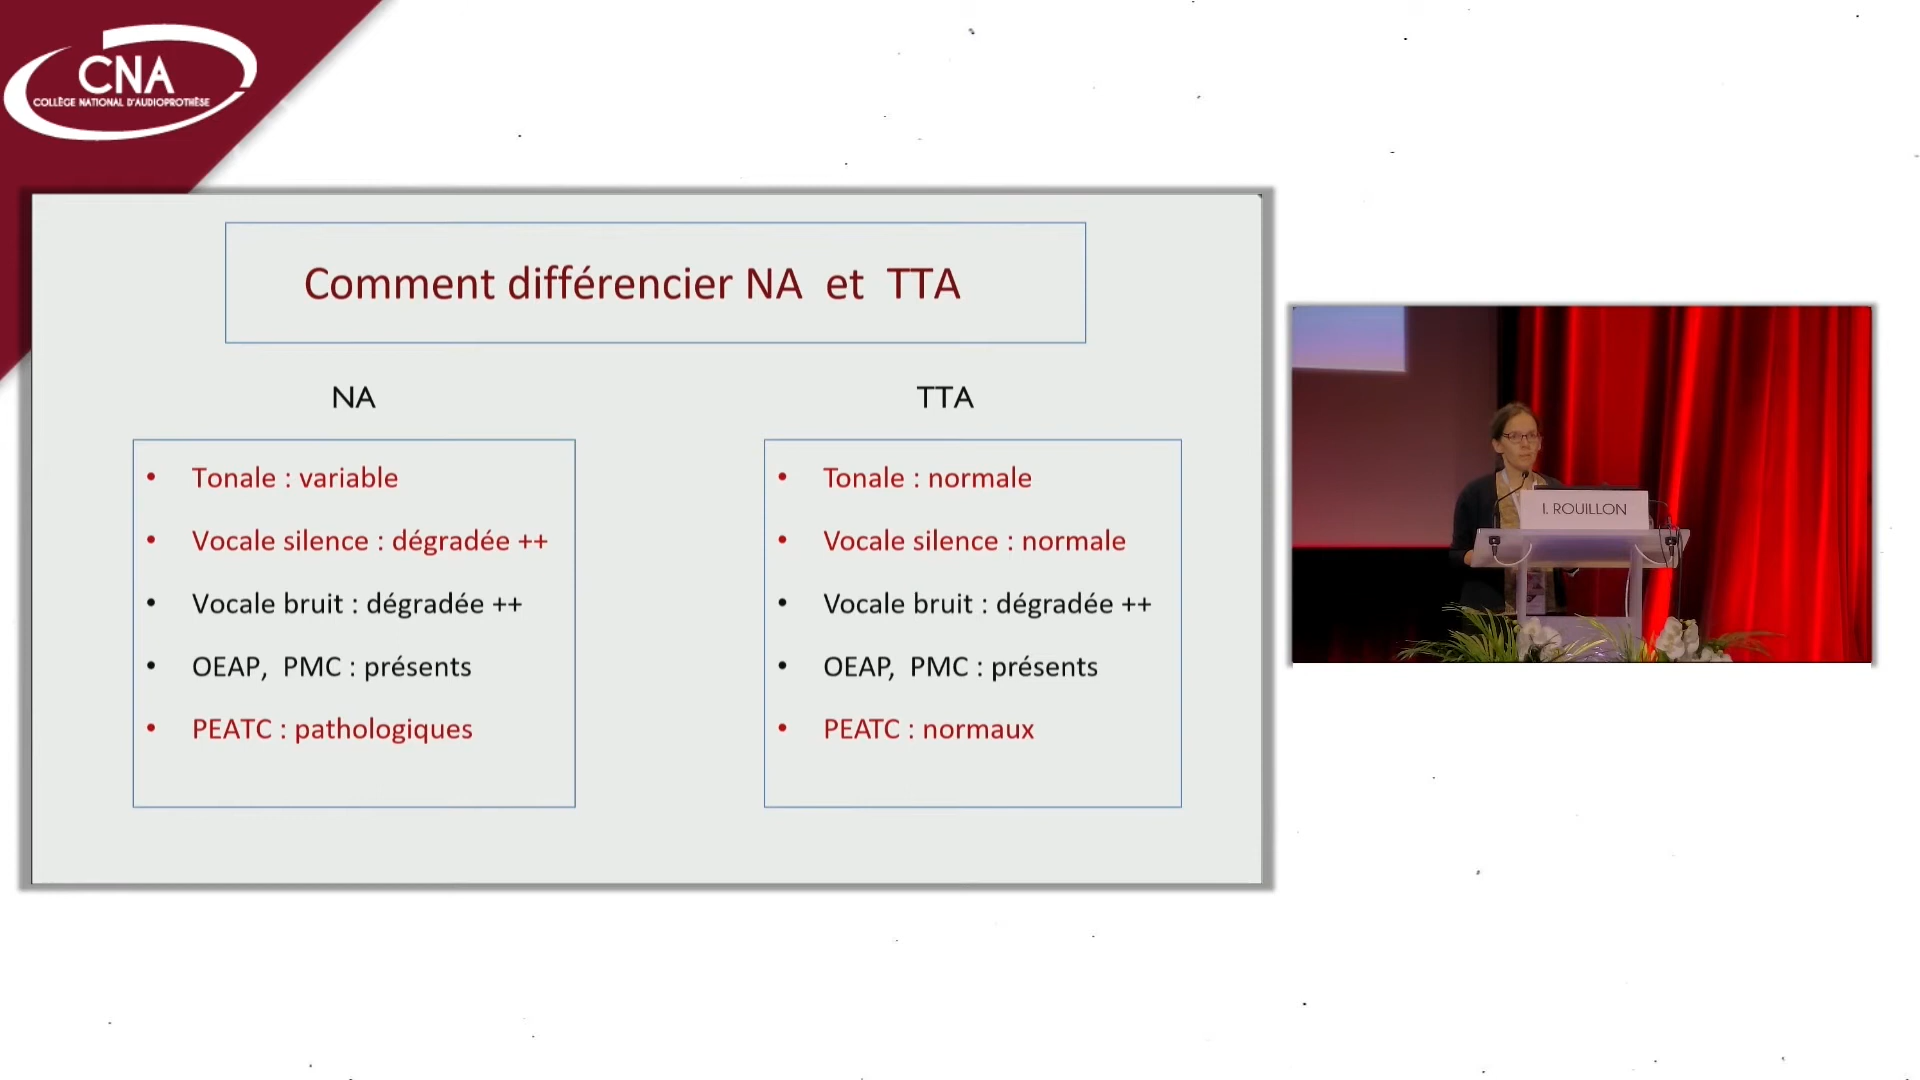 CNA
COLLÈGE NATIONAL D'AUDIOPROTHÈSE
Comment différencier NA et TTA
NA
• Tonale : variable
• Vocale silence : dégradée ++
• Vocale bruit : dégradée ++
• OEAP, PMC : présents
• PEATC : pathologiques
TTA
• Tonale : normale
• Vocale silence : normale
• Vocale bruit : dégradée ++
• OEAP, PMC : présents
• PEATC : normaux
I. ROUILLON